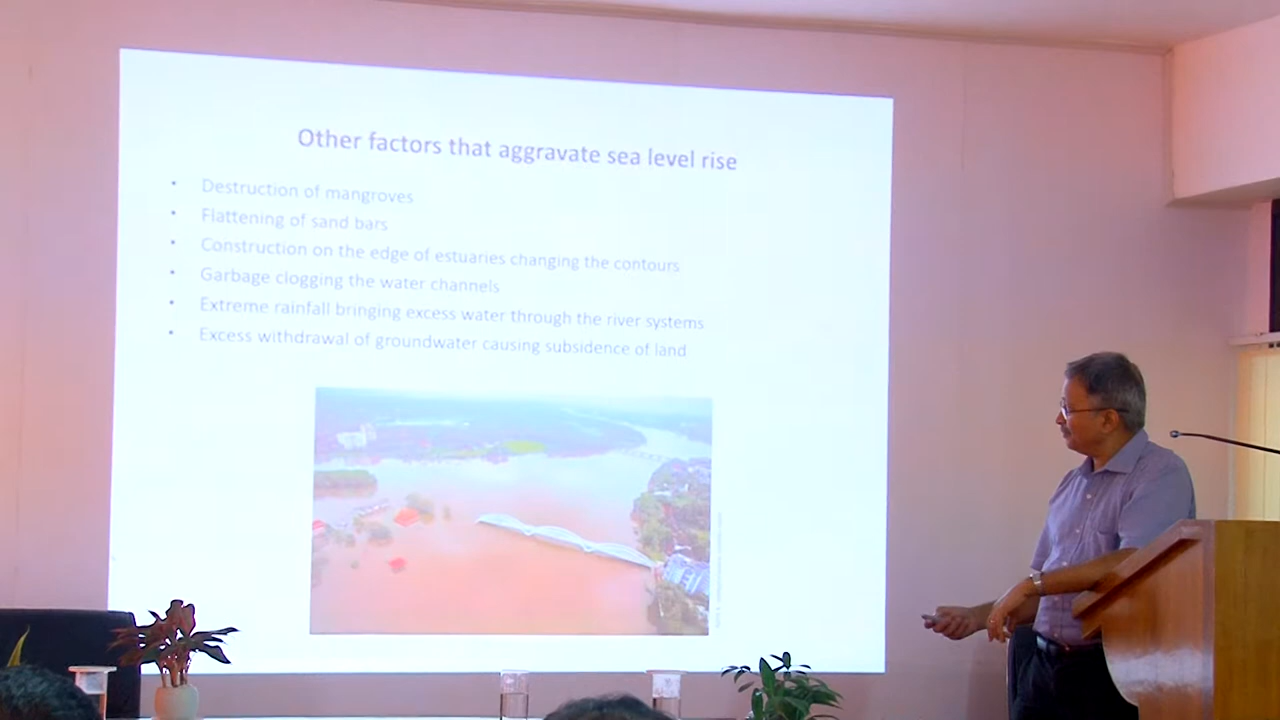 Other factors that aggravate sea level rise
• Destruction of mangroves
• Flattening of sand bars
• Construction on the edge of estuaries changing the contours
• Garbage clogging the water channels
• Extreme rainfall bringing excess water through the river systems
• Excess withdrawal of groundwater causing subsidence of land